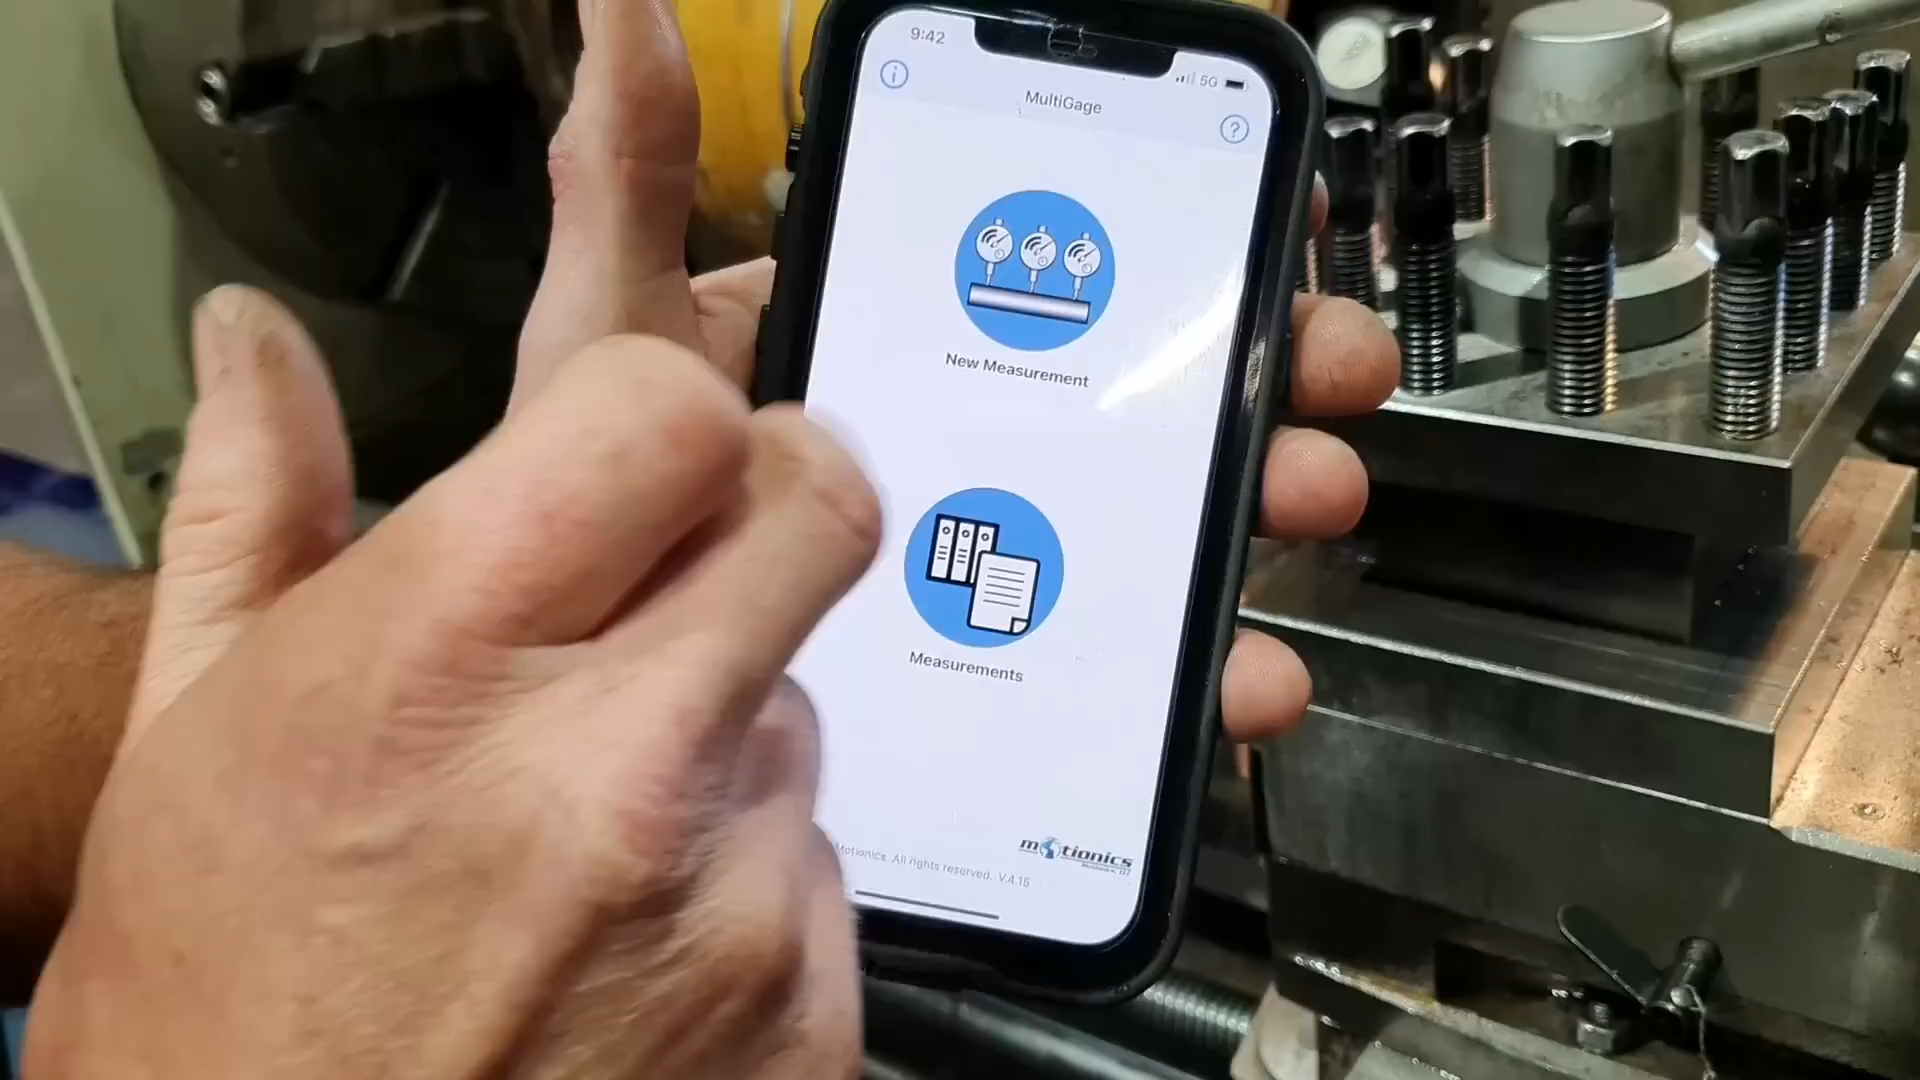 9:42
5G
MultiGage
New Measurement
Measurements
motionics
Motionics. All rights reserved. V.4.15